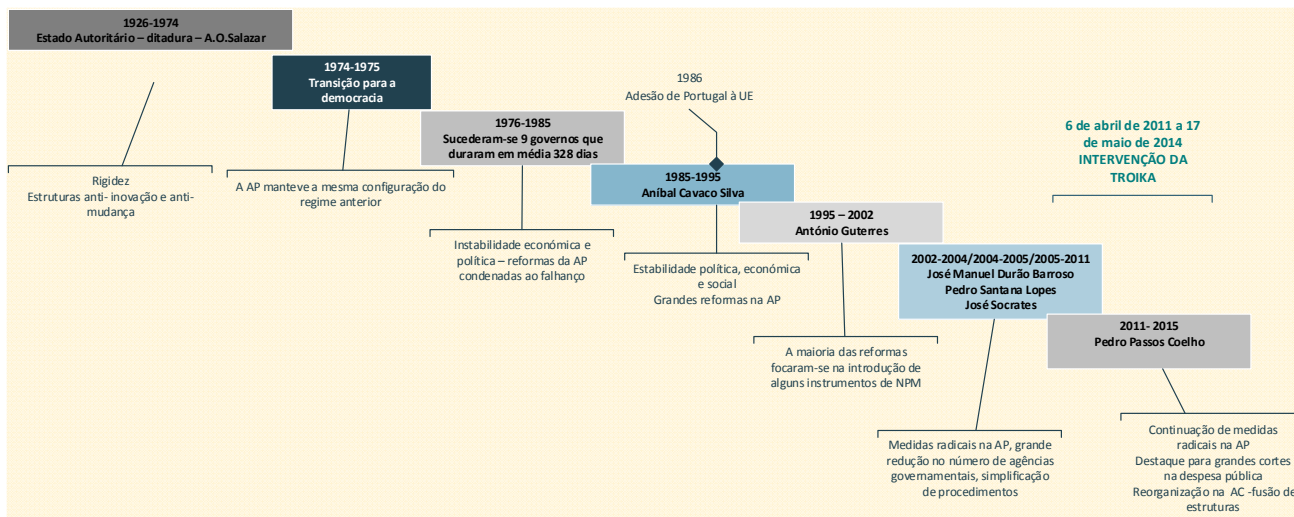 1926-1974
Estado Autoritário – ditadura – A.O.Salazar
Rigidez
Estruturas anti- inovação e anti-
mudança
1974-1975
Transição para a
democracia
A AP manteve a mesma configuração do
regime anterior
1976-1985
Sucederam-se 9 governos que
duraram em média 328 dias
Instabilidade económica e
política – reformas da AP
condenadas ao falhanço
1986
Adesão de Portugal à UE
1985-1995
Aníbal Cavaco Silva
Estabilidade política, económica
e social
Grandes reformas na AP
1995 – 2002
António Guterres
A maioria das reformas
focaram-se na introdução de
alguns instrumentos de NPM
2002-2004/2004-2005/2005-2011
José Manuel Durão Barroso
Pedro Santana Lopes
José Socrates
Medidas radicais na AP, grande
redução no número de agências
governamentais, simplificação
de procedimentos
6 de abril de 2011 a 17
de maio de 2014
INTERVENÇÃO DA
TROIKA
2011- 2015
Pedro Passos Coelho
Continuação de medidas
radicais na AP
Destaque para grandes cortes
na despesa pública
Reorganização na AC -fusão de
estruturas